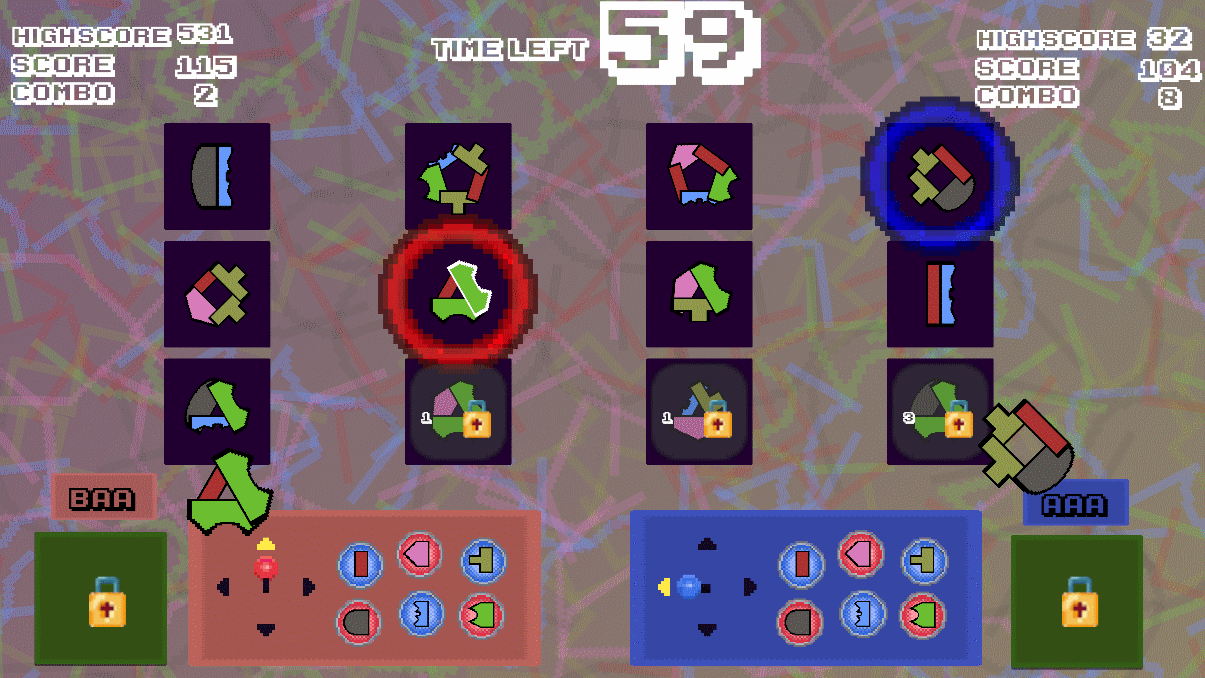 HIGHSCORE 531
SCORE 115
COMBO 2
TIME LEFT 59
HIGHSCORE 32
SCORE 104
COMBO 8
1
1
3
BAA
AAA